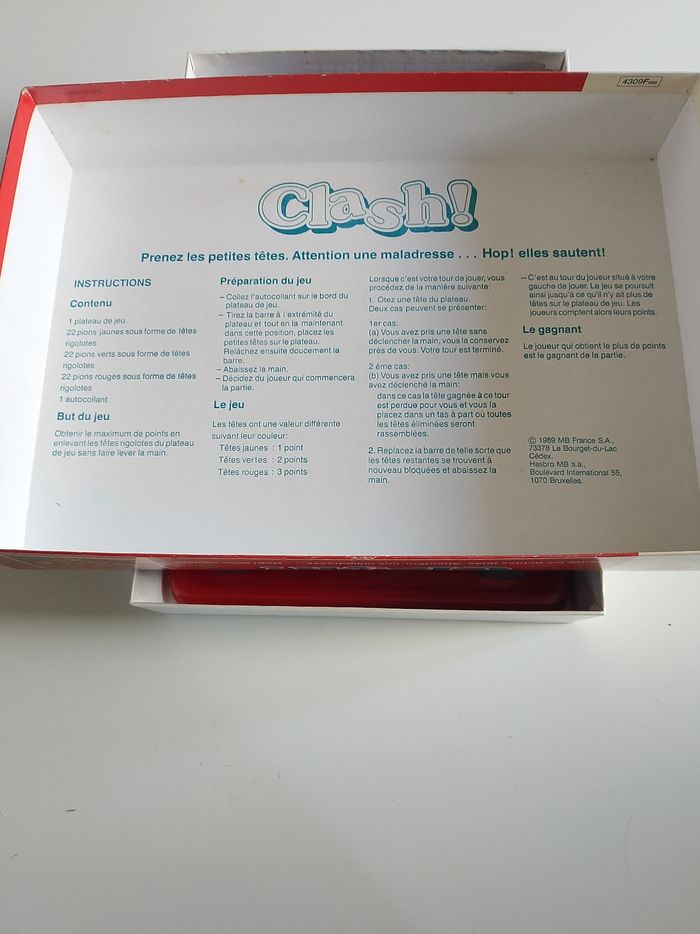 4309F
Clash!
Prenez les petites têtes. Attention une maladresse . . . Hop! elles sautent!
INSTRUCTIONS
Contenu
1 plateau de jeu
22 pions jaunes sous forme de têtes
rigolotes
22 pions verts sous forme de têtes
rigolotes
22 pions rouges sous forme de têtes
rigolotes
1 autocollant
But du jeu
Obtenir le maximum de points en
enlevant les têtes rigolotes du plateau
de jeu sans faire lever la main.
Préparation du jeu
– Collez l'autocollant sur le bord du
plateau de jeu.
– Tirez la barre à l'extrémité du
plateau et tout en la maintenant
dans cette position, placez les
petites têtes sur le plateau.
Relâchez ensuite doucement la
barre.
– Abaissez la main.
– Décidez du joueur qui commencera
la partie.
Le jeu
Les têtes ont une valeur différente
suivant leur couleur:
Têtes jaunes : 1 point
Têtes vertes : 2 points
Têtes rouges : 3 points
Lorsque c'est votre tour de jouer, vous
procédez de la manière suivante:
1. Otez une tête du plateau.
Deux cas peuvent se présenter:
1er cas:
(a) Vous avez pris une tête sans
déclencher la main, vous la conservez
près de vous. Votre tour est terminé.
2 ème cas:
(b) Vous avez pris une tête mais vous
avez déclenché la main:
dans ce cas la tête gagnée à ce tour
est perdue pour vous et vous la
placez dans un tas à part où toutes
les têtes éliminées seront
rassemblées.
2. Replacez la barre de telle sorte que
les têtes restantes se trouvent à
nouveau bloquées et abaissez la
main.
– C'est au tour du joueur situé à votre
gauche de jouer. Le jeu se poursuit
ainsi jusqu'à ce qu'il n'y ait plus de
têtes sur le plateau de jeu. Les
joueurs comptent alors leurs points.
Le gagnant
Le joueur qui obtient le plus de points
est le gagnant de la partie.
© 1989 MB France S.A.,
73378 Le Bourget-du-Lac
Cédex.
Hasbro MB s.a.,
Boulevard International 55,
1070 Bruxelles.